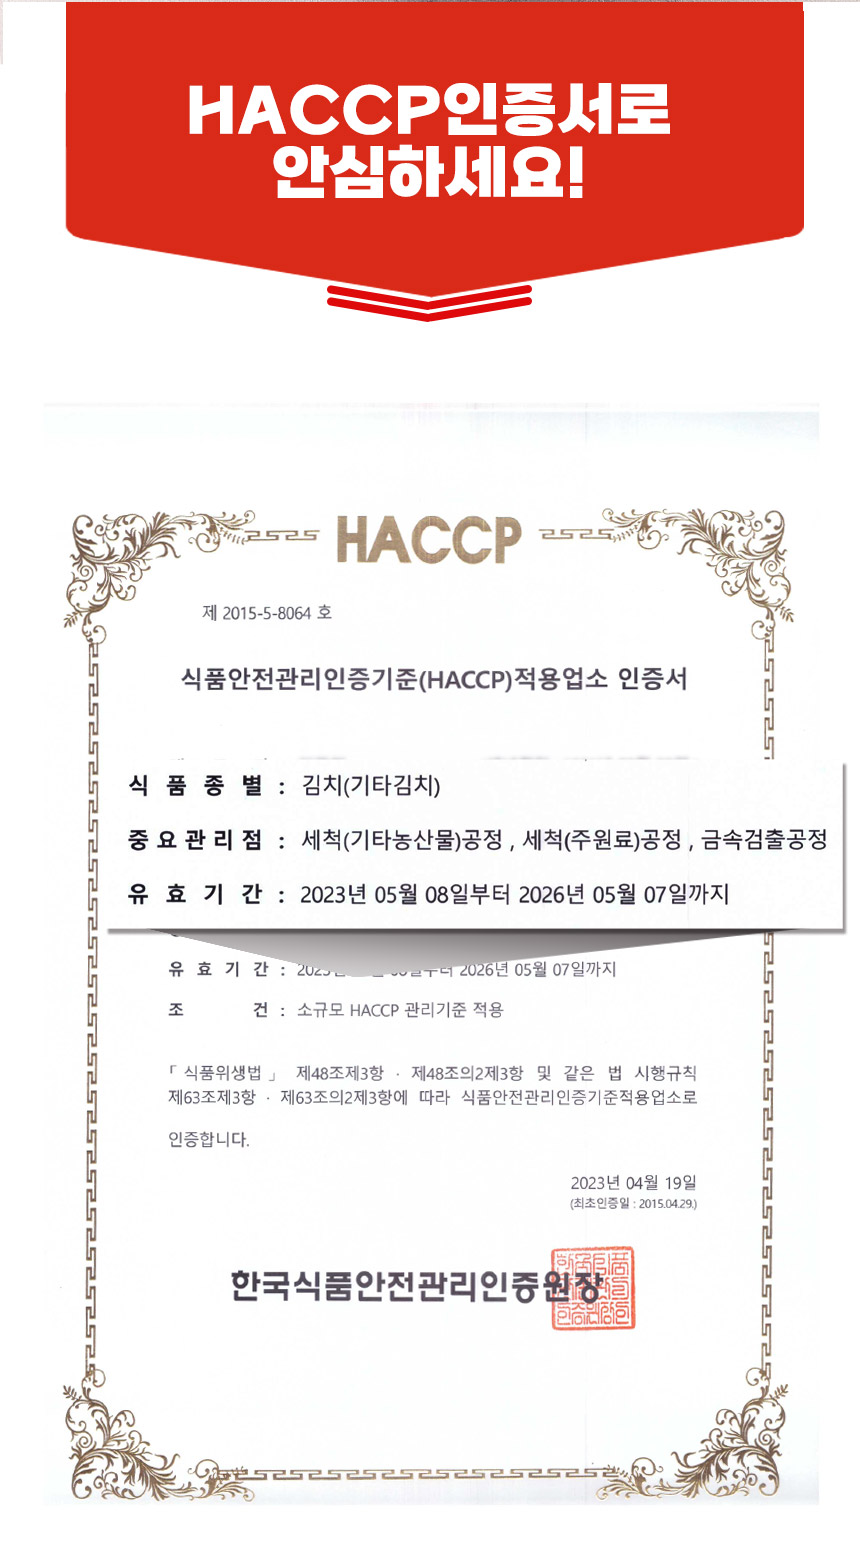 HACCP인증서로
안심하세요!
HACCP
제 2015-5-8064 호
식품안전관리인증기준(HACCP)적용업소 인증서
식 품 종 별 : 김치(기타김치)
중요관리점 : 세척(기타농산물)공정 , 세척(주원료)공정 , 금속검출공정
유 효 기 간 : 2023년 05월 08일부터 2026년 05월 07일까지
유 효 기 간 : 2023년 08일부터 2026년 05월 07일까지
조 건 : 소규모 HACCP 관리기준 적용
「식품위생법」 제48조제3항 · 제48조의2제3항 및 같은 법 시행규칙
제63조제3항 · 제63조의2제3항에 따라 식품안전관리인증기준적용업소로
인증합니다.
2023년 04월 19일
(최초인증일 : 2015.04.29.)
한국식품안전관리인증원장